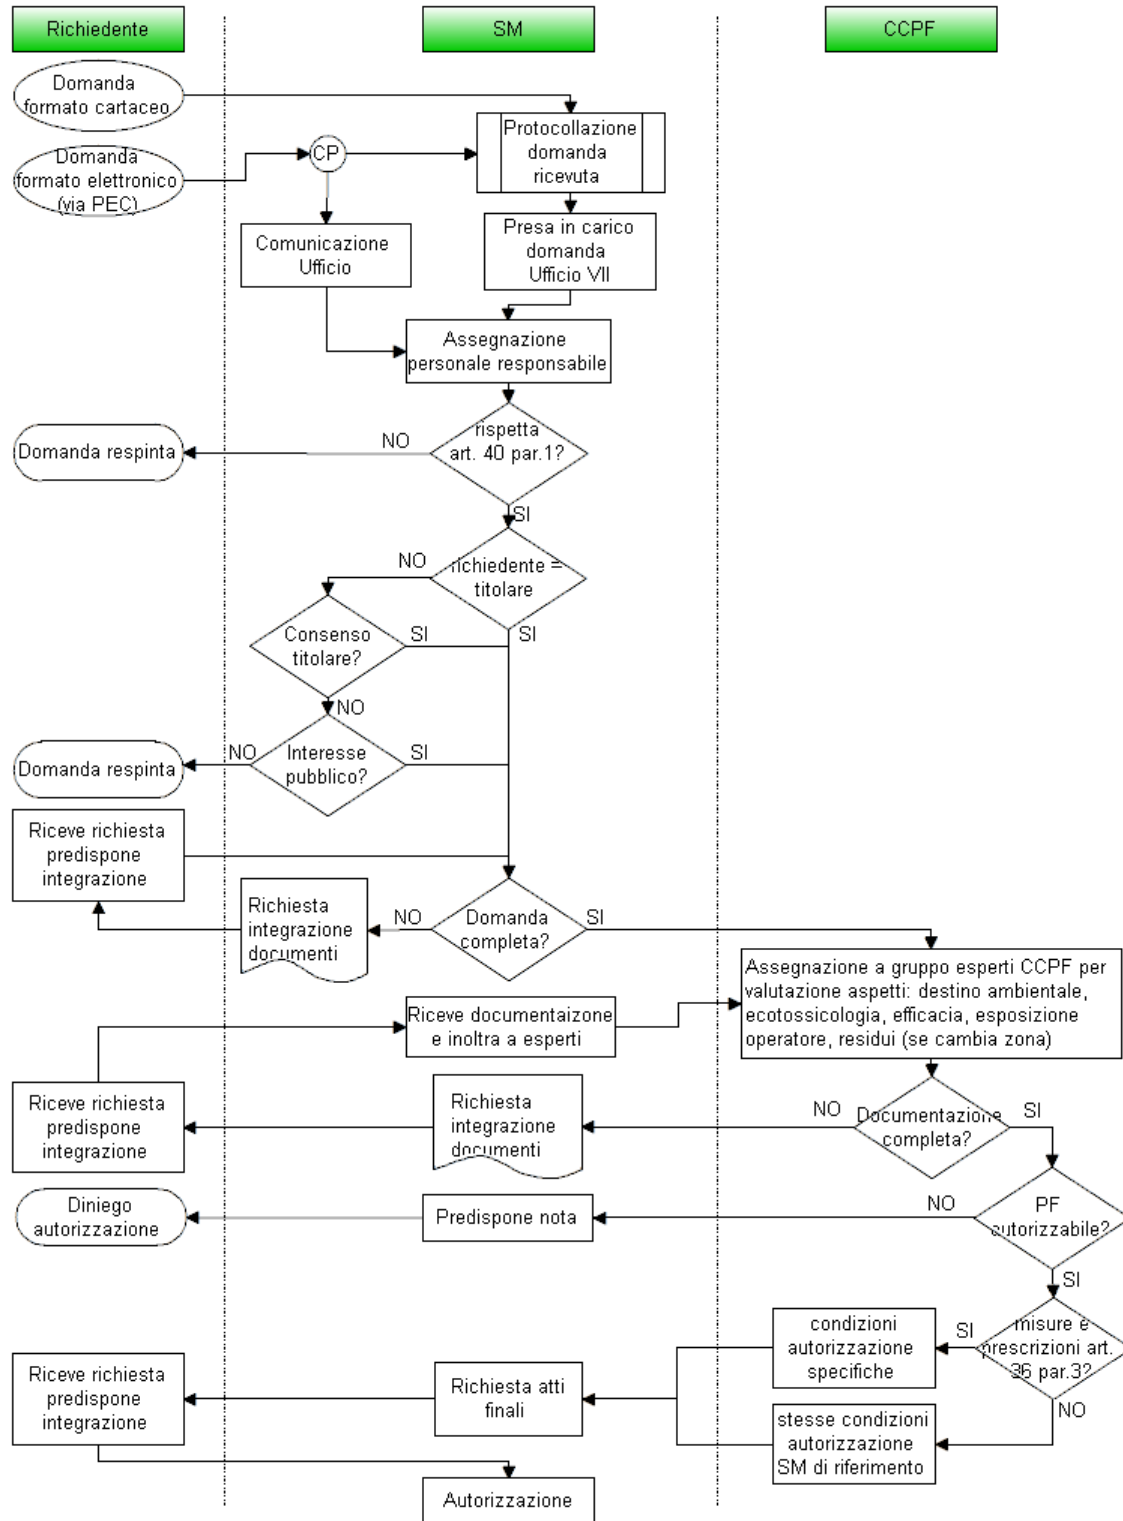 Richiedente
SM
CCPF
Domanda
formato cartaceo
Protocollazione
domanda
ricevuta
Domanda
formato elettronico
(via PEC)
CP
Comunicazione
Ufficio
Presa in carico
domanda
Ufficio VII
Assegnazione
personale responsabile
Domanda respinta
NO
rispetta
art. 40 par.1?
SI
NO
richiedente =
titolare
Consenso
titolare?
SI
SI
NO
Domanda respinta
NO
Interesse
pubblico?
SI
Riceve richiesta
predispone
integrazione
Richiesta
integrazione
documenti
NO
Domanda
completa?
SI
Assegnazione a gruppo esperti CCPF per
valutazione aspetti: destino ambientale,
ecotossicologia, efficacia, esposizione
operatore, residui (se cambia zona)
Riceve documentaizone
e inoltra a esperti
Riceve richiesta
predispone
integrazione
Richiesta
integrazione
documenti
NO
Documentazione
completa?
SI
Diniego
autorizzazione
Predispone nota
NO
PF
autorizzabile?
SI
condizioni
autorizzazione
specifiche
SI
misure e
prescrizioni art.
36 par.3?
NO
Riceve richiesta
predispone
integrazione
Richiesta atti
finali
stesse condizioni
autorizzazione
SM di riferimento
Autorizzazione